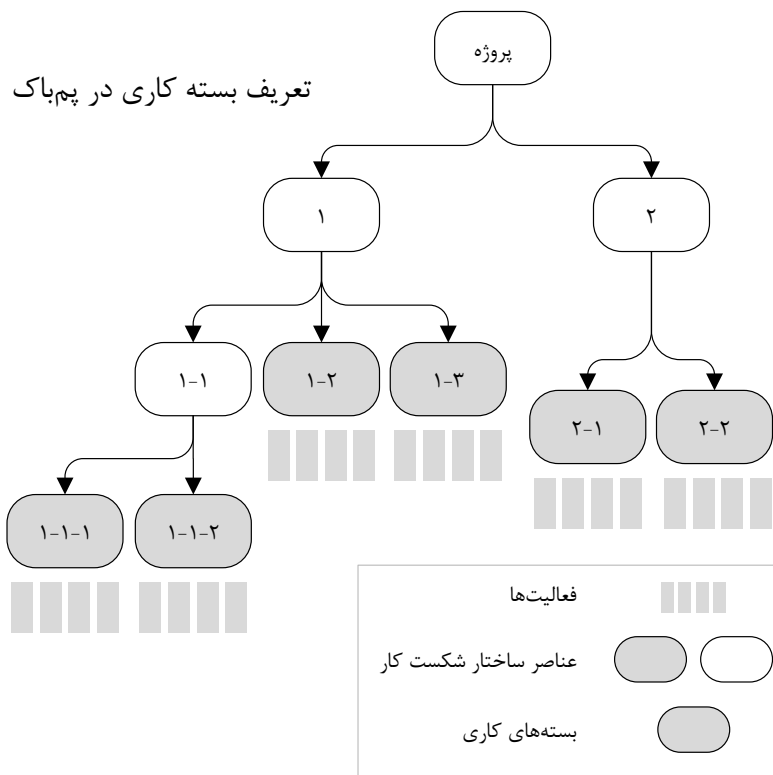 پروژه
تعریف بسته کاری در پم‌باک
۱
۲
۱-۱
۱-۲
۱-۳
۲-۱
۲-۲
۱-۱-۱
۱-۱-۲
فعالیت‌ها
عناصر ساختار شکست کار
بسته‌های کاری